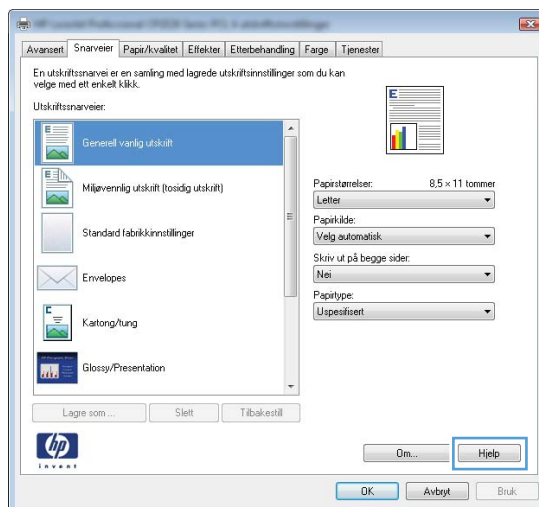 Avansert Snarveier Papir/kvalitet Effekter Etterbehandling Farge Tjenester
En utskriftssnarvei er en samling med lagrede utskriftsinnstillinger som du kan
velge med ett enkelt klikk.
Utskriftssnarveier:
Generell vanlig utskrift
Miljøvennlig utskrift (tosidig utskrift)
Standard fabrikkinnstillinger
Envelopes
Kartong/tung
Glossy/Presentation
Papirstørrelser: 8,5 × 11 tommer
Letter
Papirkilde:
Velg automatisk
Skriv ut på begge sider:
Nei
Papirtype:
Uspesifisert
Lagre som ... Slett Tilbakestill
hp
invent
Om... Hjelp
OK Avbryt Bruk